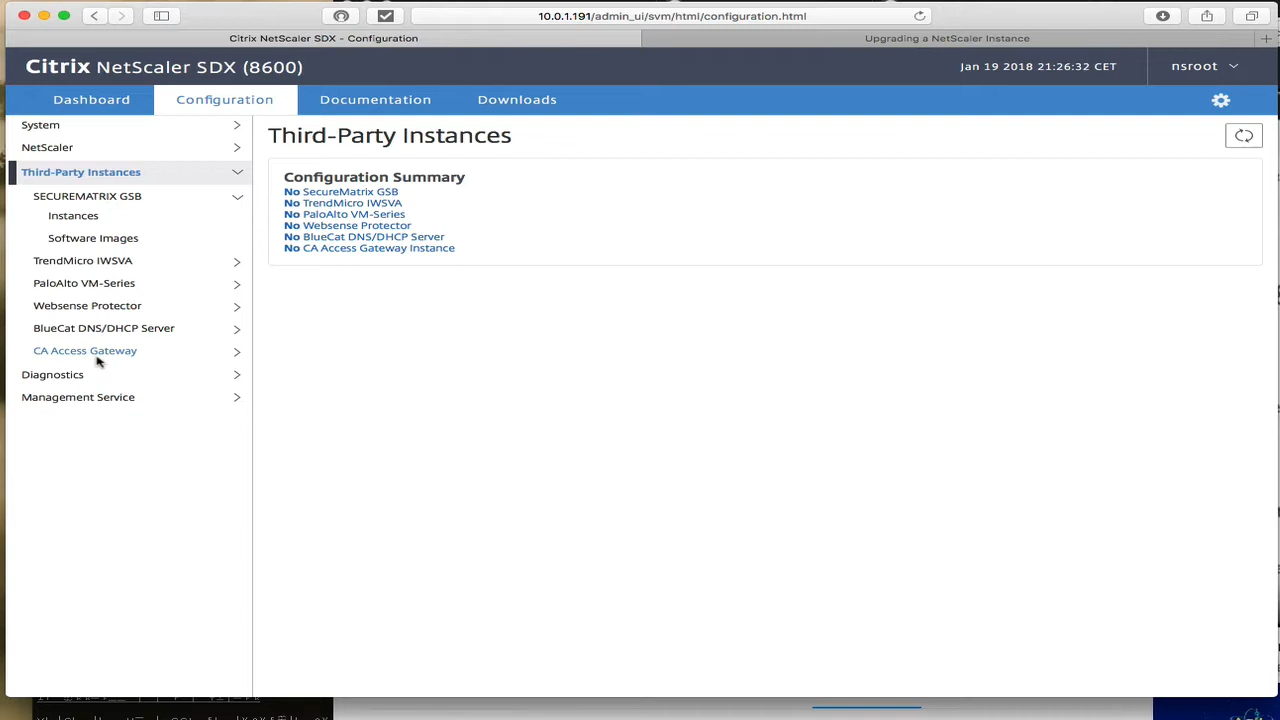 10.0.1.191/admin_ui/svm/html/configuration.html
Citrix NetScaler SDX - Configuration
Upgrading a NetScaler Instance
Citrix NetScaler SDX (8600)
Jan 19 2018 21:26:32 CET
nsroot
Dashboard
Configuration
Documentation
Downloads
System
NetScaler
Third-Party Instances
SECUREMATRIX GSB
Instances
Software Images
TrendMicro IWSVA
PaloAlto VM-Series
Websense Protector
BlueCat DNS/DHCP Server
CA Access Gateway
Diagnostics
Management Service
Third-Party Instances
Configuration Summary
No SecureMatrix GSB
No TrendMicro IWSVA
No PaloAlto VM-Series
No Websense Protector
No BlueCat DNS/DHCP Server
No CA Access Gateway Instance